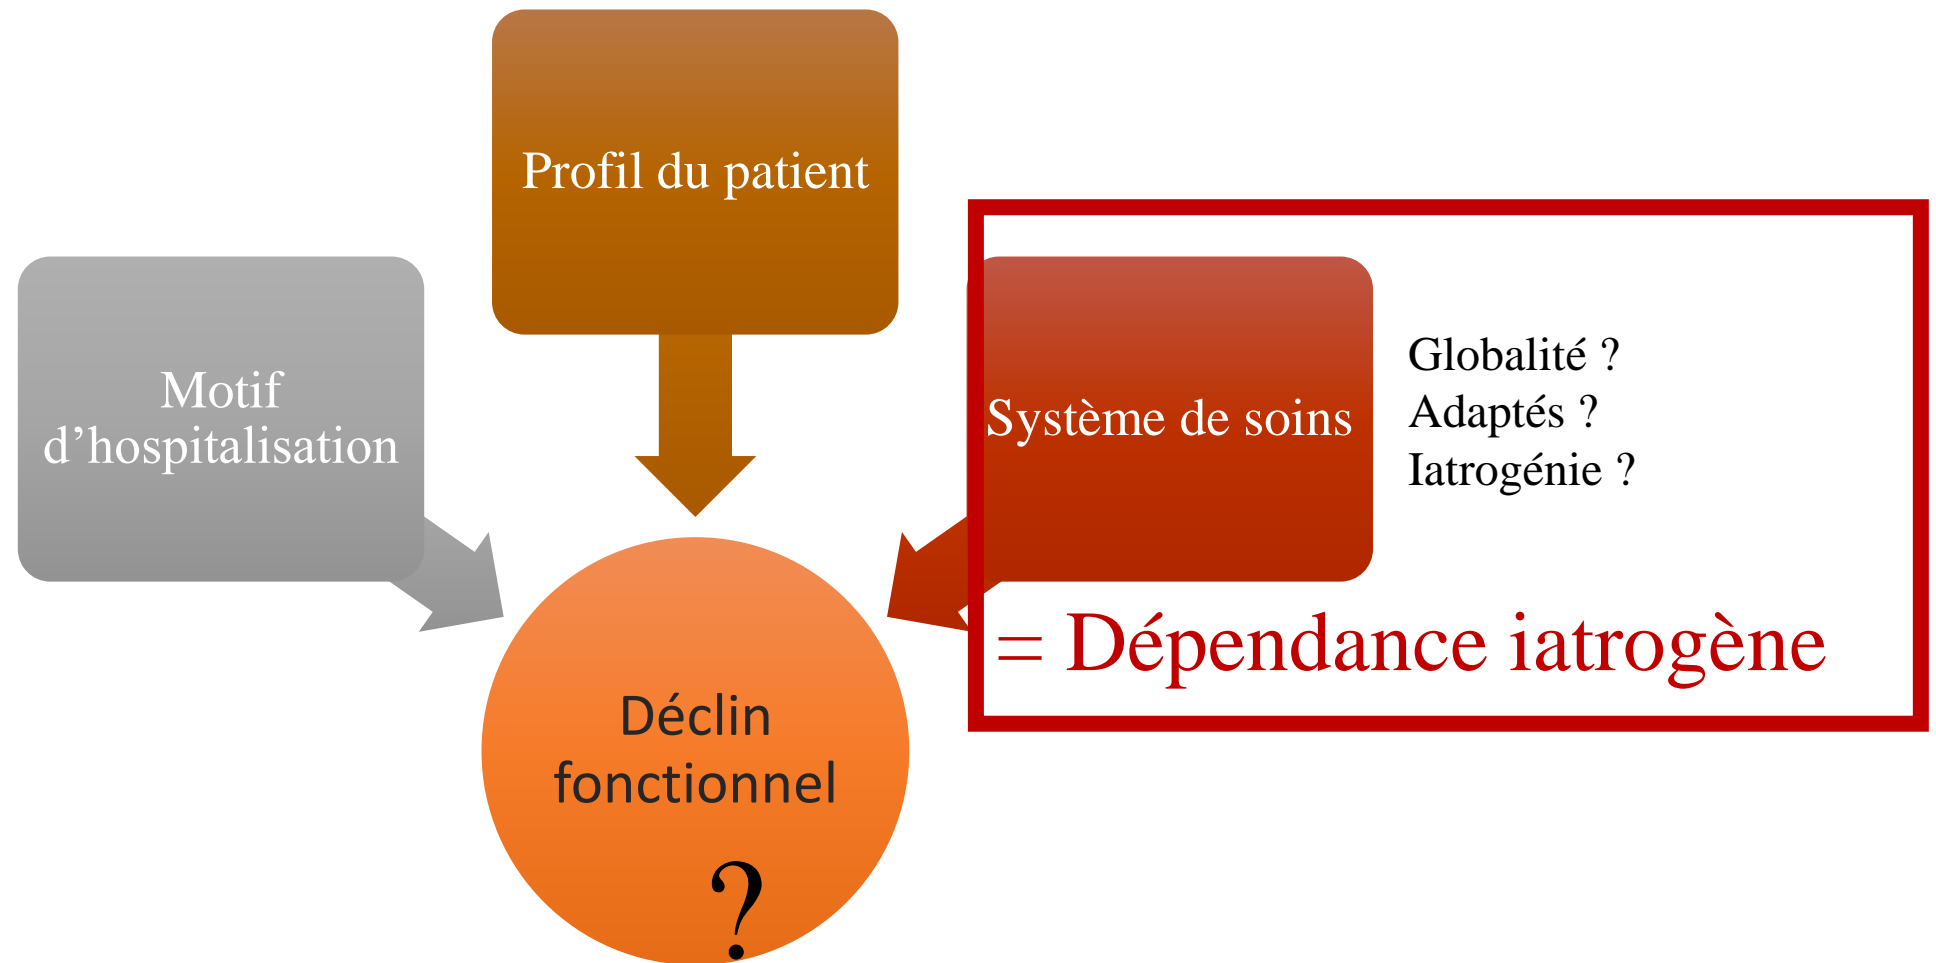 Profil du patient
Motif
d’hospitalisation
Système de soins
Globalité ?
Adaptés ?
Iatrogénie ?
= Dépendance iatrogène
Déclin
fonctionnel
?